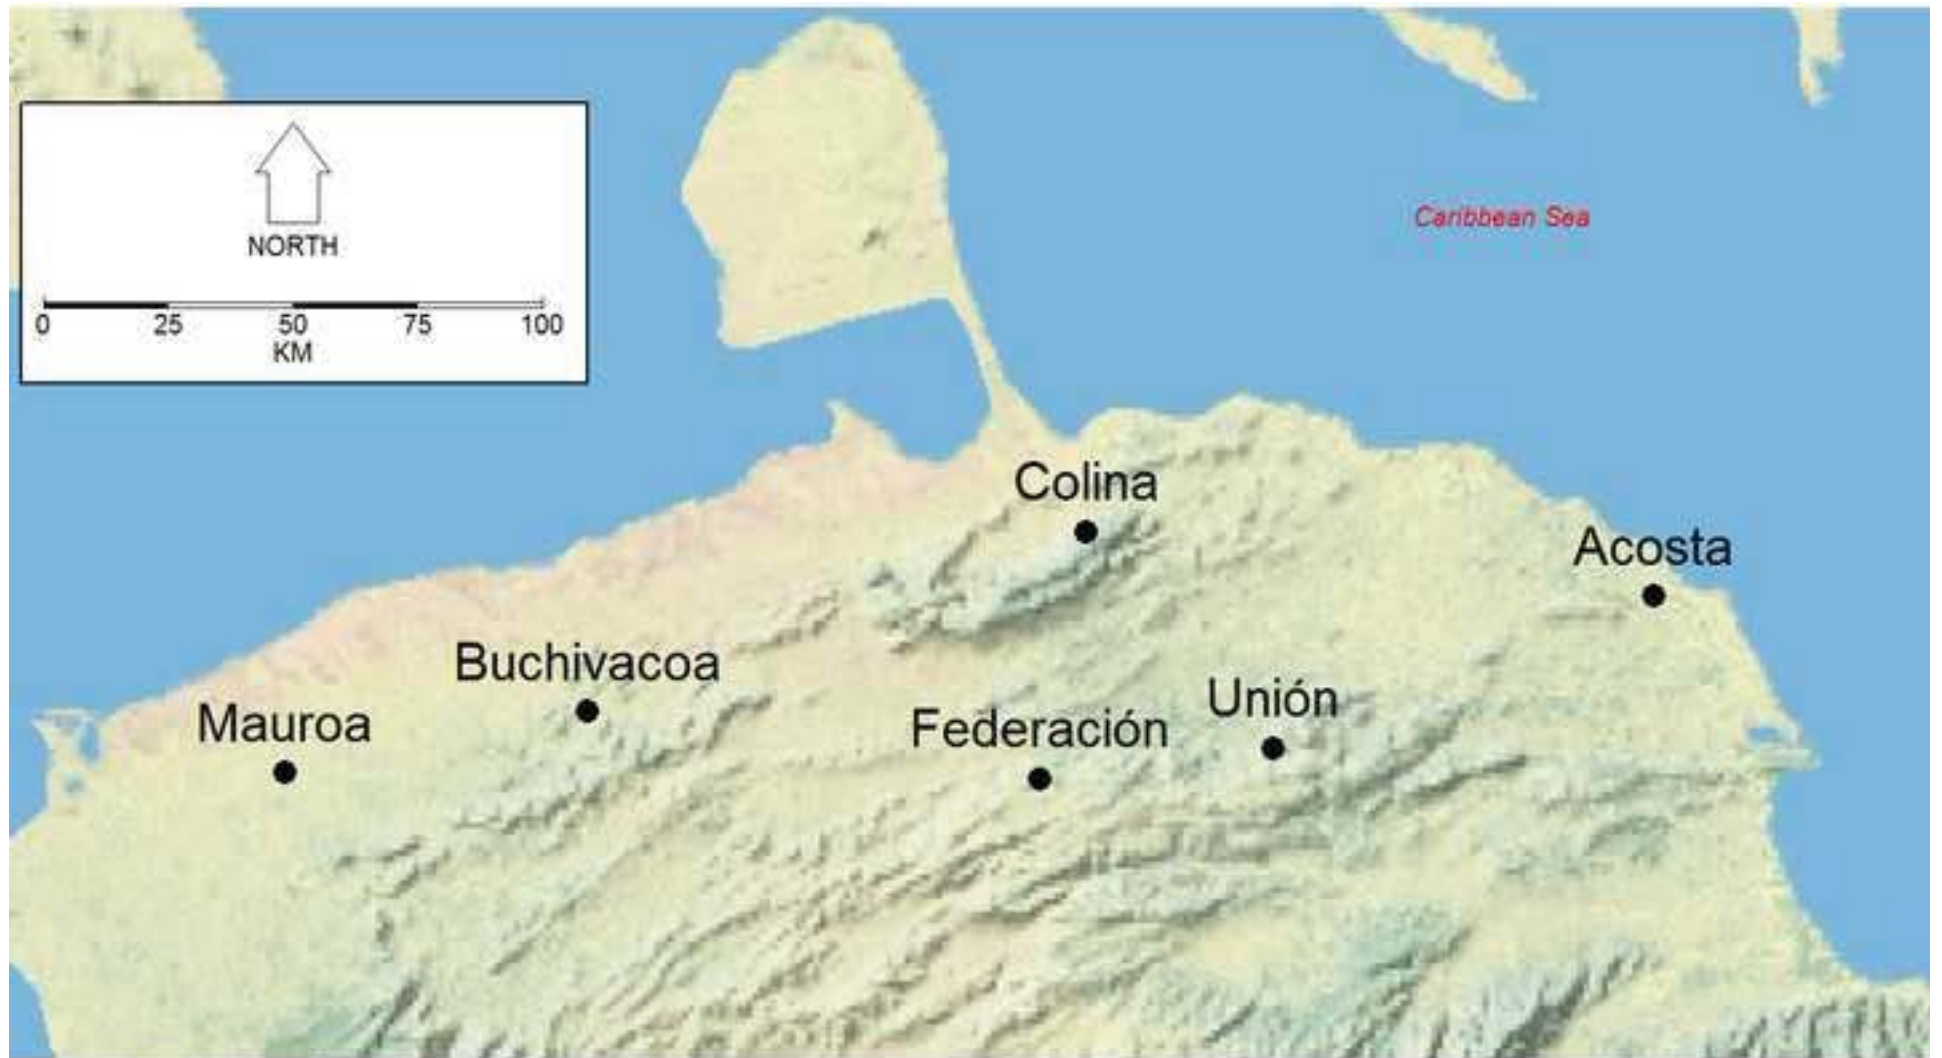 Caribbean Sea
NORTH
0 25 50 75 100
KM
Colina
Acosta
Buchivacoa
Unión
Mauroa
Federación